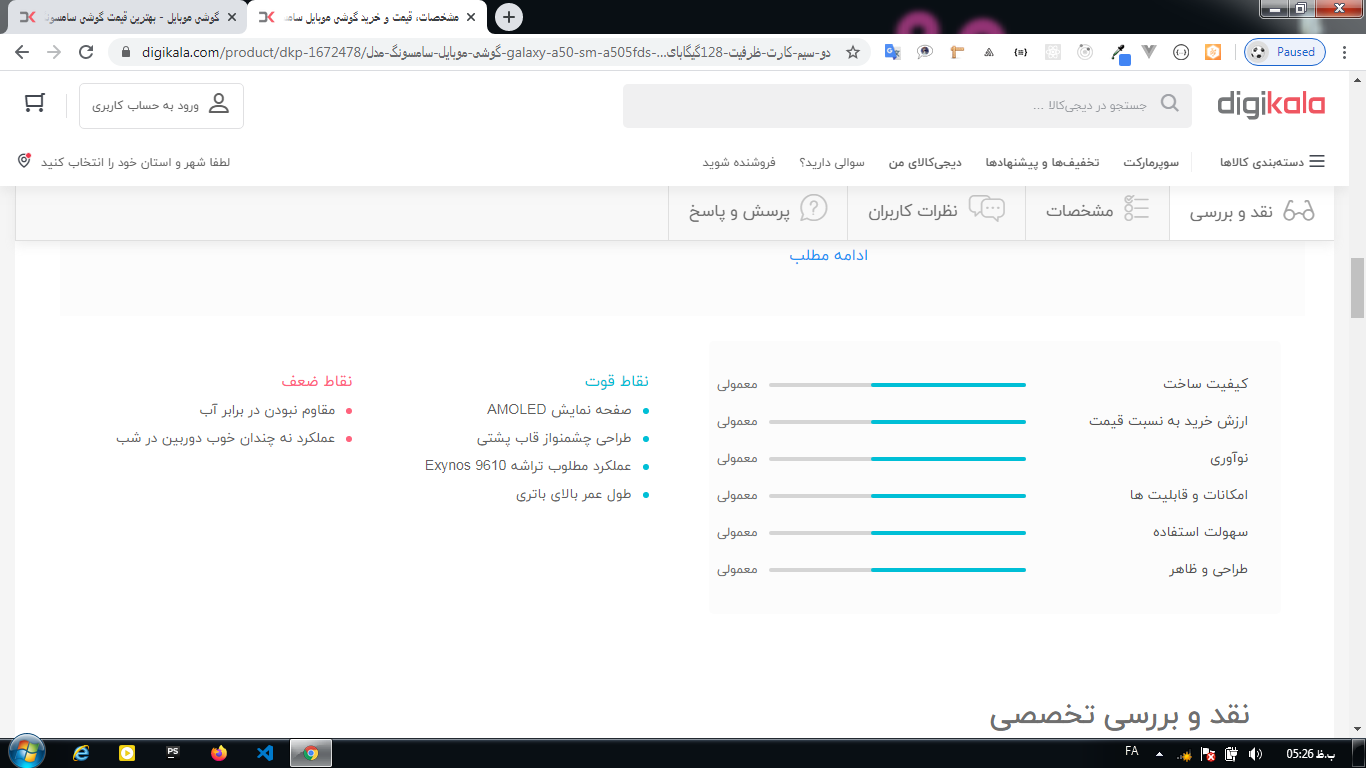 مشخصات، قیمت و خرید گوشی موبایل سامس
گوشی موبایل - بهترین قیمت گوشی سامسونگ
digikala.com/product/dkp-1672478/گوشی-موبایل-سامسونگ-مدل-galaxy-a50-sm-a505fds-...دو-سیم-کارت-ظرفیت-128گیگابای
Paused
digikala
جستجو در دیجی‌کالا ...
ورود به حساب کاربری
دسته‌بندی کالاها
سوپرمارکت
تخفیف‌ها و پیشنهادها
دیجی‌کالای من
سوالی دارید؟
فروشنده شوید
لطفا شهر و استان خود را انتخاب کنید
نقد و بررسی
مشخصات
نظرات کاربران
پرسش و پاسخ
ادامه مطلب
کیفیت ساخت
معمولی
ارزش خرید به نسبت قیمت
معمولی
نوآوری
معمولی
امکانات و قابلیت ها
معمولی
سهولت استفاده
معمولی
طراحی و ظاهر
معمولی
نقاط قوت
صفحه نمایش AMOLED
طراحی چشمنواز قاب پشتی
عملکرد مطلوب تراشه Exynos 9610
طول عمر بالای باتری
نقاط ضعف
مقاوم نبودن در برابر آب
عملکرد نه چندان خوب دوربین در شب
نقد و بررسی تخصصی
PS
FA
05:26 ب.ظ